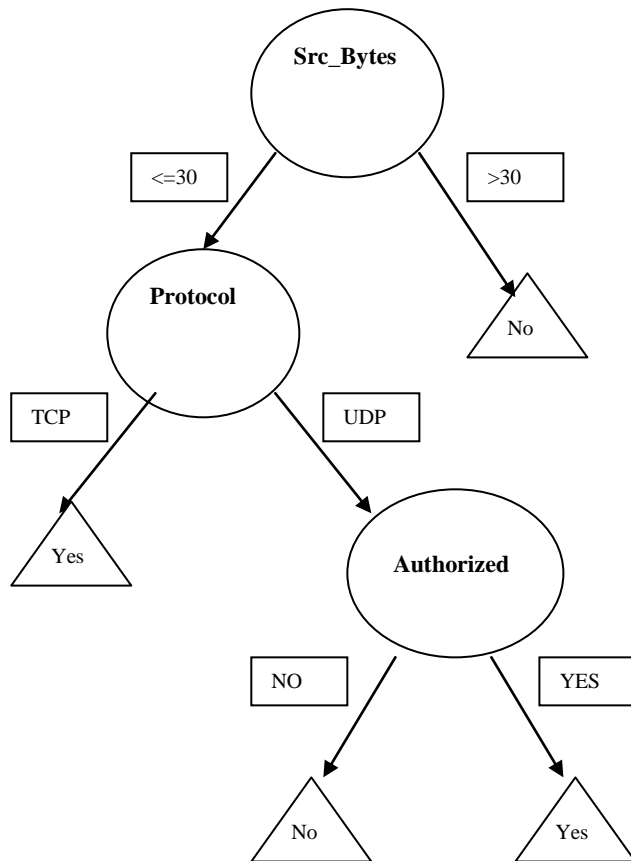 Src_Bytes
<=30
>30
Protocol
No
TCP
UDP
Yes
Authorized
NO
YES
No
Yes